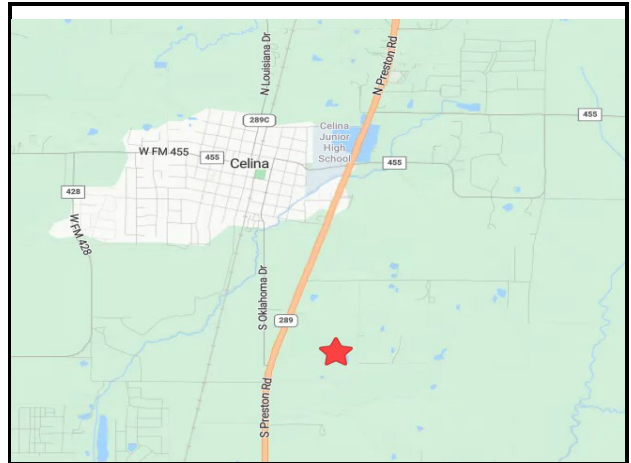 N Louisiana Dr
N Preston Rd
289C
455
Celina
Junior
High
School
W FM 455
455
Celina
455
428
W FM 428
S Oklahoma Dr
289
S Preston Rd